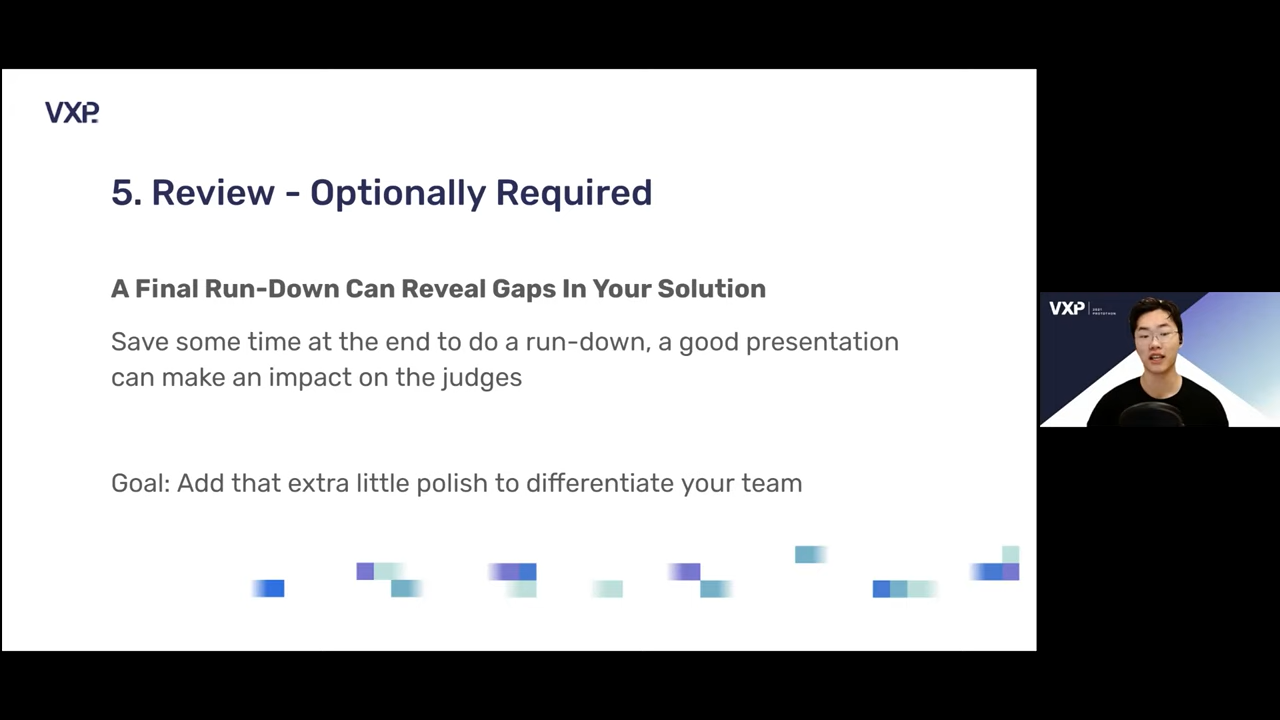 VXP.
5. Review - Optionally Required
A Final Run-Down Can Reveal Gaps In Your Solution
Save some time at the end to do a run-down, a good presentation
can make an impact on the judges
Goal: Add that extra little polish to differentiate your team
VXP